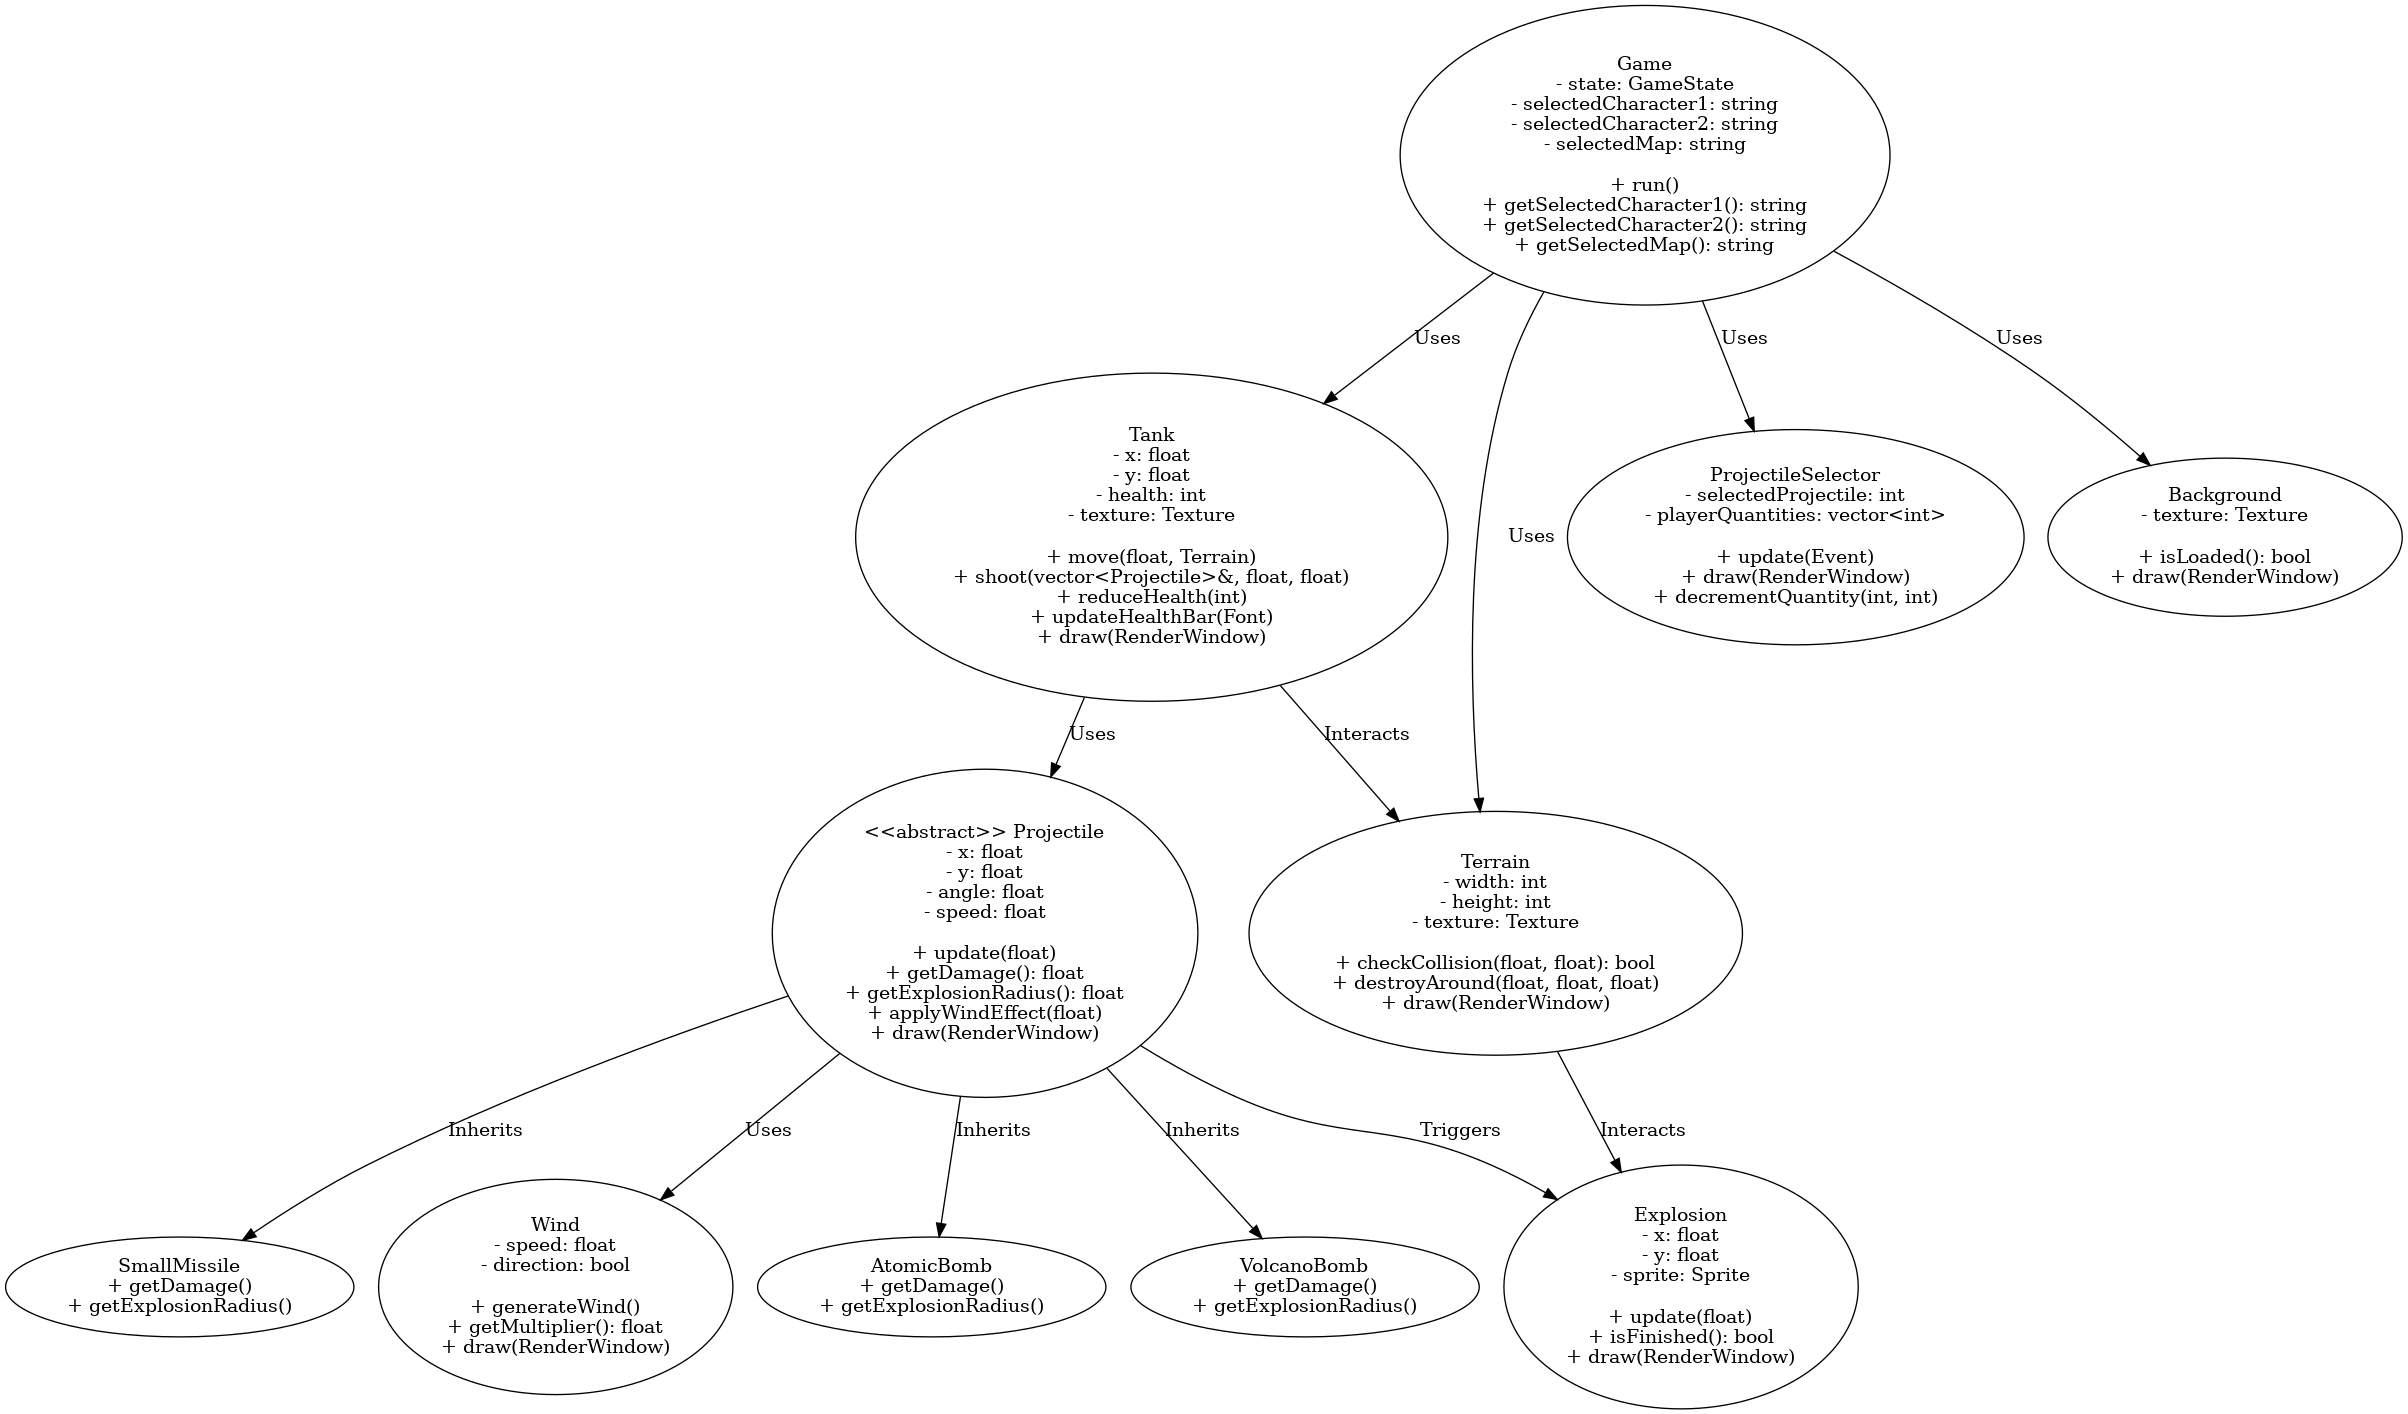 Game
- state: GameState
- selectedCharacter1: string
- selectedCharacter2: string
- selectedMap: string
+ run()
+ getSelectedCharacter1(): string
+ getSelectedCharacter2(): string
+ getSelectedMap(): string
Uses
Uses
Uses
Uses
Tank
- x: float
- y: float
- health: int
- texture: Texture
+ move(float, Terrain)
+ shoot(vector<Projectile>&, float, float)
+ reduceHealth(int)
+ updateHealthBar(Font)
+ draw(RenderWindow)
ProjectileSelector
- selectedProjectile: int
- playerQuantities: vector<int>
+ update(Event)
+ draw(RenderWindow)
+ decrementQuantity(int, int)
Background
- texture: Texture
+ isLoaded(): bool
+ draw(RenderWindow)
Uses
Interacts
<<abstract>> Projectile
- x: float
- y: float
- angle: float
- speed: float
+ update(float)
+ getDamage(): float
+ getExplosionRadius(): float
+ applyWindEffect(float)
+ draw(RenderWindow)
Terrain
- width: int
- height: int
- texture: Texture
+ checkCollision(float, float): bool
+ destroyAround(float, float, float)
+ draw(RenderWindow)
Inherits
Uses
Inherits
Inherits
Triggers
Interacts
SmallMissile
+ getDamage()
+ getExplosionRadius()
Wind
- speed: float
- direction: bool
+ generateWind()
+ getMultiplier(): float
+ draw(RenderWindow)
AtomicBomb
+ getDamage()
+ getExplosionRadius()
VolcanoBomb
+ getDamage()
+ getExplosionRadius()
Explosion
- x: float
- y: float
- sprite: Sprite
+ update(float)
+ isFinished(): bool
+ draw(RenderWindow)